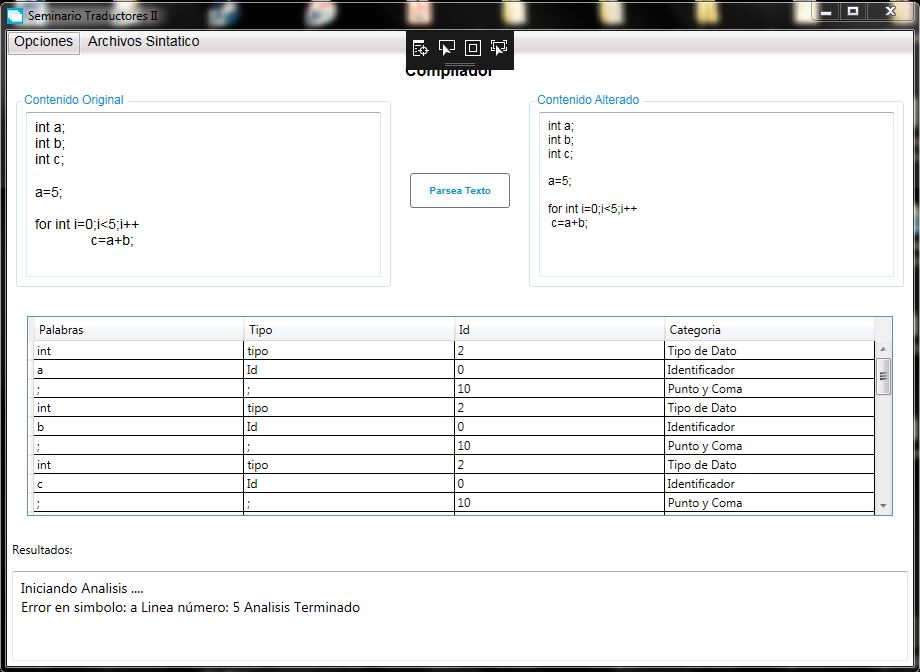 Seminario Traductores II
Opciones Archivos Sintatico
Compilador
Contenido Original
int a;
int b;
int c;
a=5;
for int i=0;i<5;i++
c=a+b;
Parsea Texto
Contenido Alterado
int a;
int b;
int c;
a=5;
for int i=0;i<5;i++
c=a+b;
Palabras Tipo Id Categoria
int tipo 2 Tipo de Dato
a Id 0 Identificador
; ; 10 Punto y Coma
int tipo 2 Tipo de Dato
b Id 0 Identificador
; ; 10 Punto y Coma
int tipo 2 Tipo de Dato
c Id 0 Identificador
; ; 10 Punto y Coma
Resultados:
Iniciando Analisis ....
Error en simbolo: a Linea número: 5 Analisis Terminado